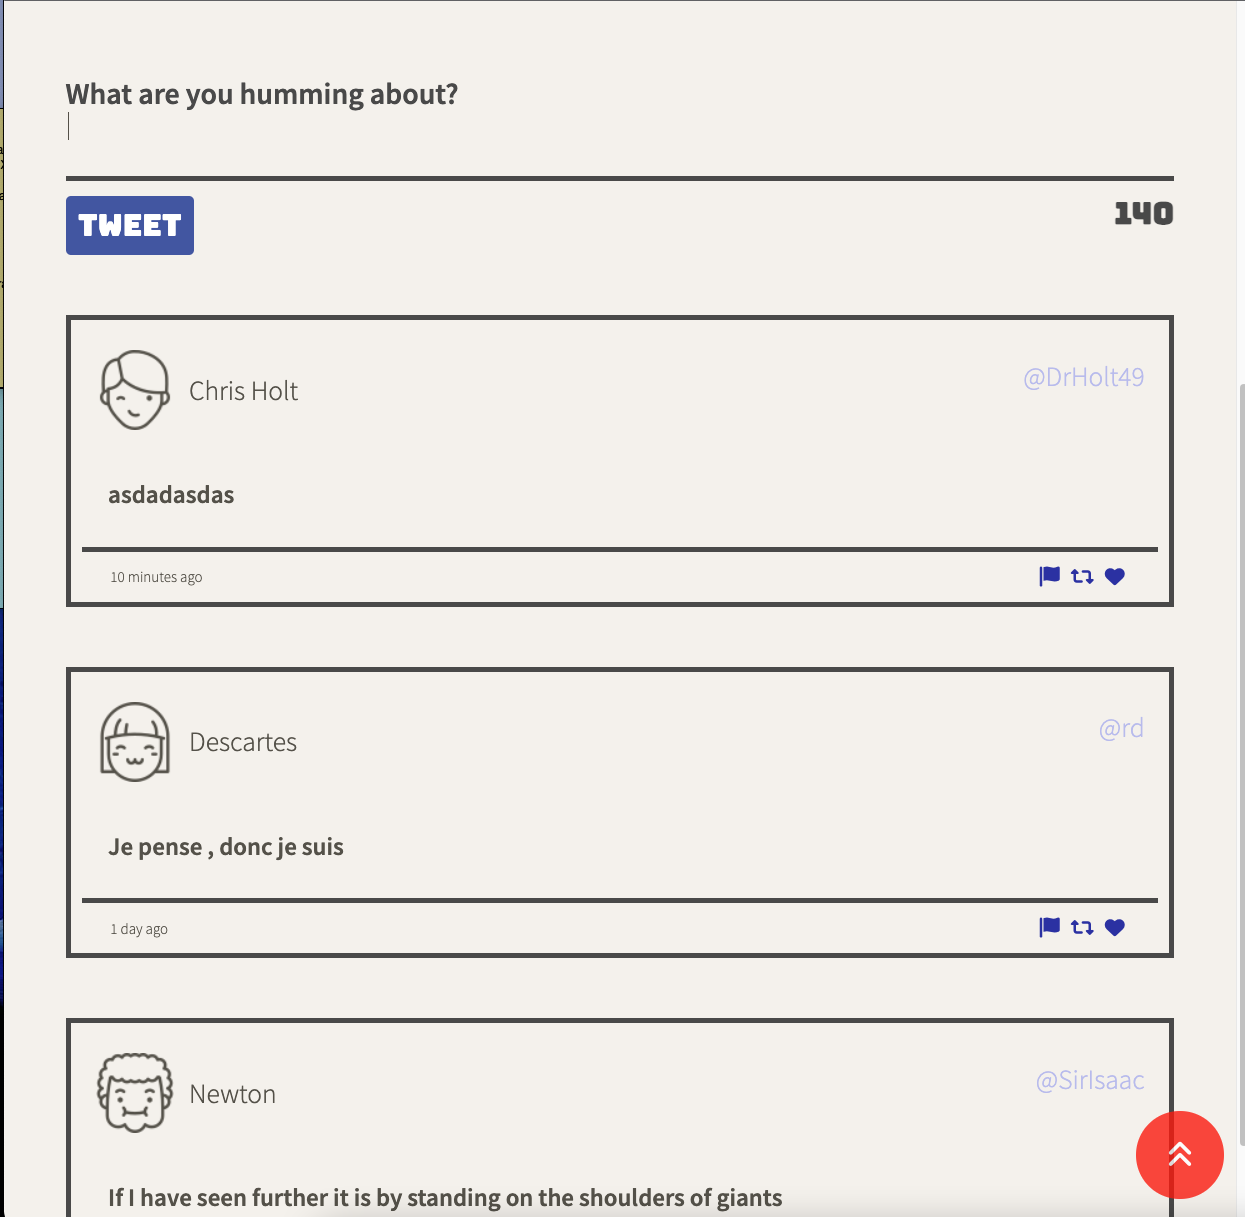 What are you humming about?
TWEET
140
Chris Holt
@DrHolt49
asdadasdas
10 minutes ago
Descartes
@rd
Je pense , donc je suis
1 day ago
Newton
@SirIsaac
If I have seen further it is by standing on the shoulders of giants